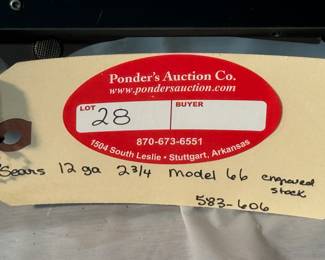 Ponder's Auction Co.
www.pondersauction.com
LOT 28 BUYER
870-673-6551
1504 South Leslie • Stuttgart, Arkansas
Sears 12 ga 2 3/4 Model 66 engraved
stock
583-606